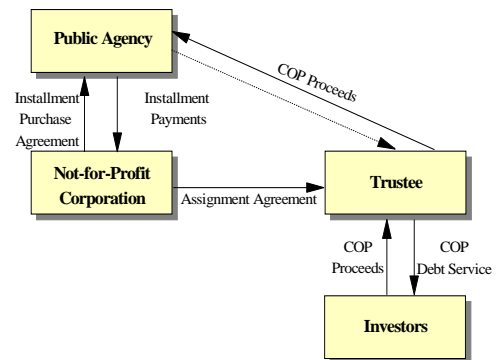 Public Agency
COP Proceeds
Installment
Purchase
Agreement
Installment
Payments
Not-for-Profit
Corporation
Assignment Agreement
Trustee
COP
Proceeds
COP
Debt Service
Investors